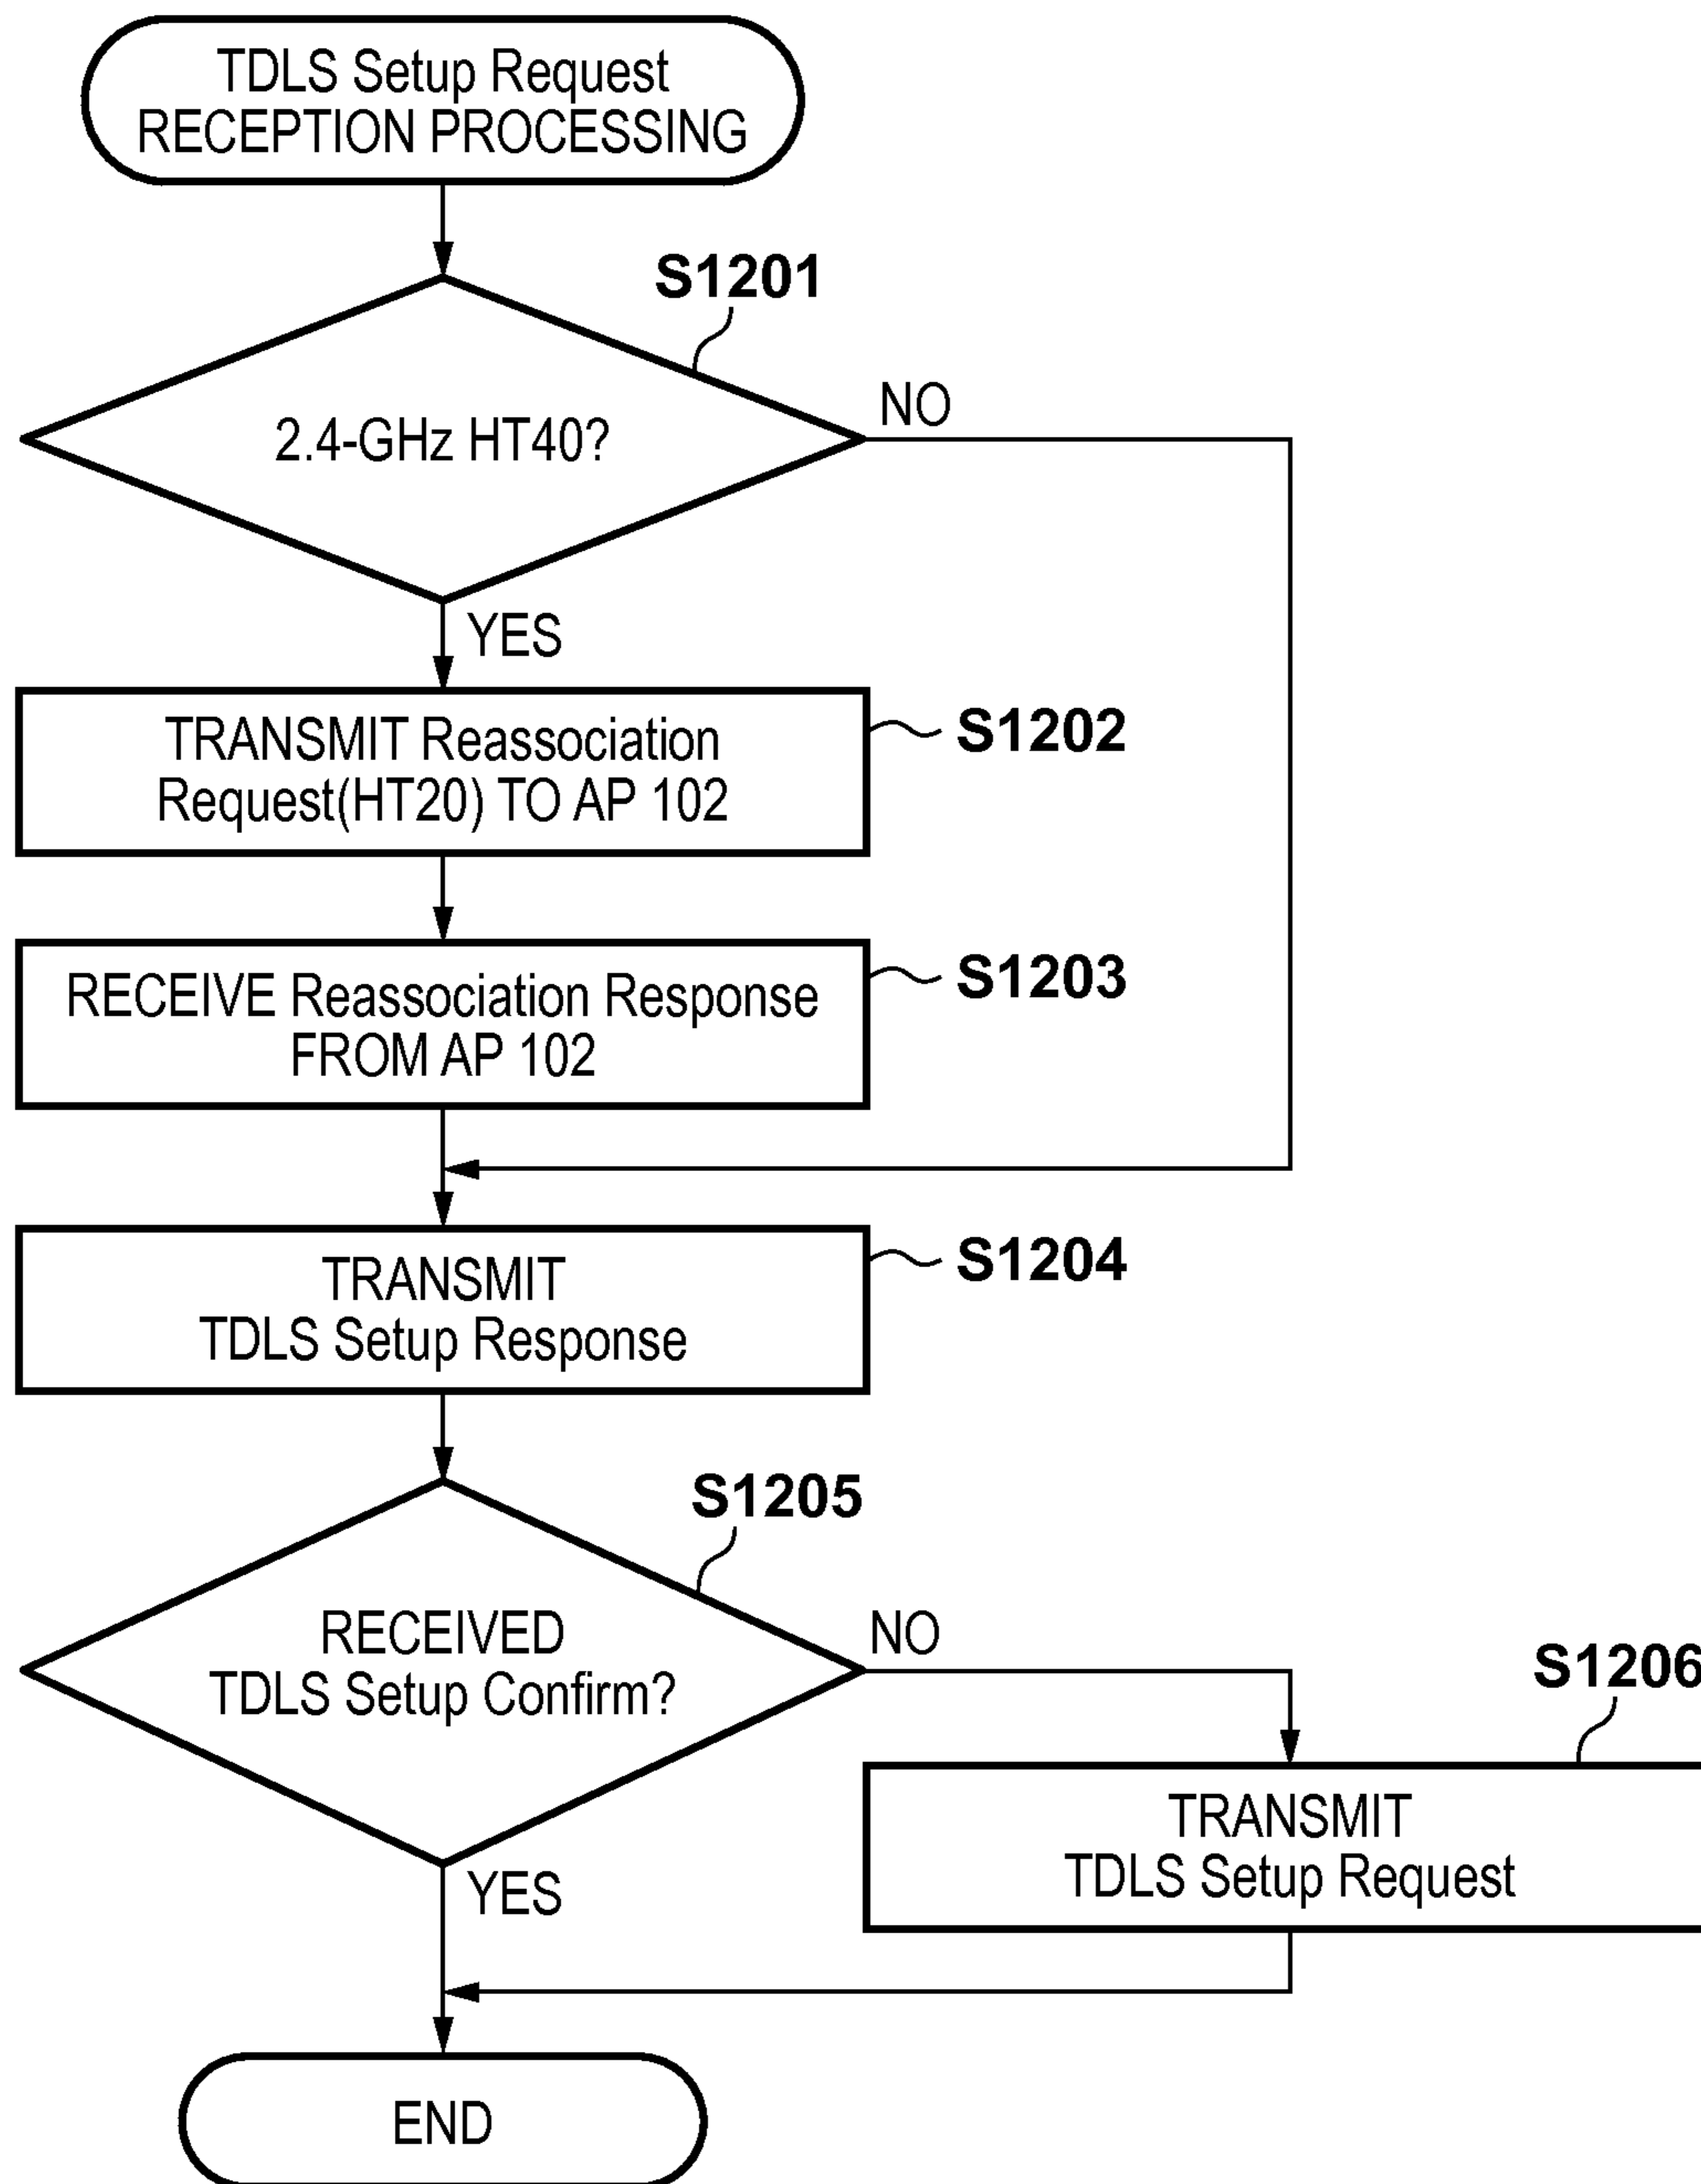 TDLS Setup Request
RECEPTION PROCESSING
S1201
2.4-GHz HT40?
NO
YES
TRANSMIT Reassociation
Request(HT20) TO AP 102
S1202
RECEIVE Reassociation Response
FROM AP 102
S1203
TRANSMIT
TDLS Setup Response
S1204
S1205
RECEIVED
TDLS Setup Confirm?
NO
S1206
TRANSMIT
TDLS Setup Request
YES
END